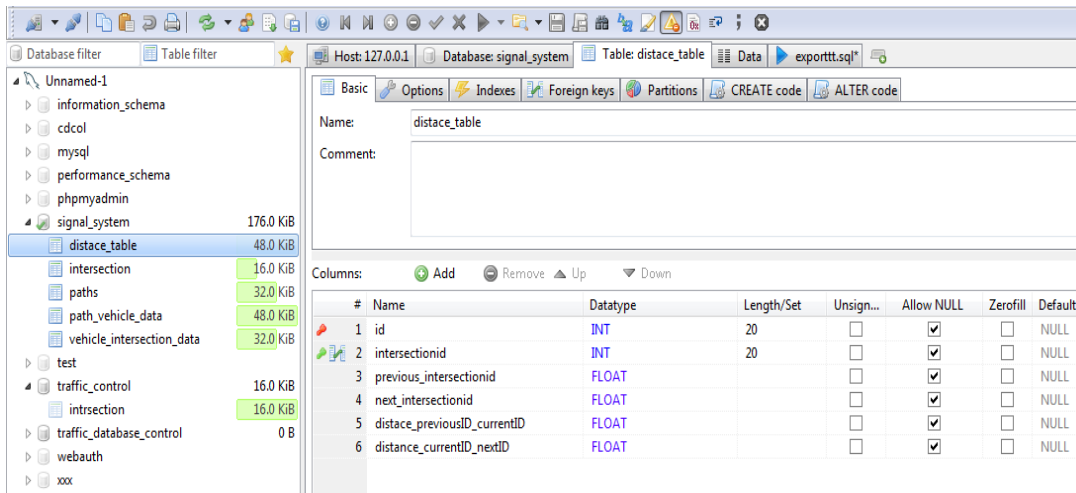 Database filter
Table filter
Host: 127.0.0.1
Database: signal_system
Table: distace_table
Data
exporttt.sql*
Unnamed-1
information_schema
cdcol
mysql
performance_schema
phpmyadmin
signal_system 176.0 KiB
distace_table 48.0 KiB
intersection 16.0 KiB
paths 32.0 KiB
path_vehicle_data 48.0 KiB
vehicle_intersection_data 32.0 KiB
test
traffic_control 16.0 KiB
intrsection 16.0 KiB
traffic_database_control 0 B
webauth
xxx
Basic Options Indexes Foreign keys Partitions CREATE code ALTER code
Name: distace_table
Comment:
Columns: Add Remove Up Down
# Name Datatype Length/Set Unsign... Allow NULL Zerofill Default
1 id INT 20 NULL
2 intersectionid INT 20 NULL
3 previous_intersectionid FLOAT NULL
4 next_intersectionid FLOAT NULL
5 distace_previousID_currentID FLOAT NULL
6 distance_currentID_nextID FLOAT NULL